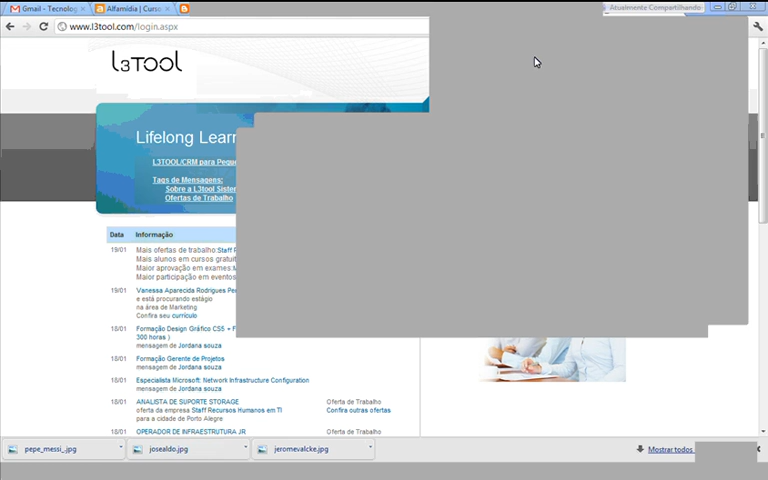 Gmail - Tecnolog
Alfamídia | Curso
Atualmente Compartilhando
www.l3tool.com/login.aspx
L3TOOL
Lifelong Learn
L3TOOL/CRM para Peque
Tags de Mensagens:
Sobre a L3tool Sister
Ofertas de Trabalho
Data Informação
19/01 Mais ofertas de trabalho:Staff R
Mais alunos em cursos gratuit
Maior aprovação em exames:M
Maior participação em eventos
19/01 Vanessa Aparecida Rodrigues Per
e está procurando estágio
na área de Marketing
Confira seu currículo
18/01 Formação Design Gráfico CS5 + F
300 horas )
mensagem de Jordana souza
18/01 Formação Gerente de Projetos
mensagem de Jordana souza
18/01 Especialista Microsoft: Network Infrastructure Configuration
mensagem de Jordana souza
18/01 ANALISTA DE SUPORTE STORAGE Oferta de Trabalho
oferta da empresa Staff Recursos Humanos em TI Confira outras ofertas
para a cidade de Porto Alegre
18/01 OPERADOR DE INFRAESTRUTURA JR Oferta de Trabalho
pepe_messi_.jpg josealdo.jpg jeromevalcke.jpg Mostrar todos